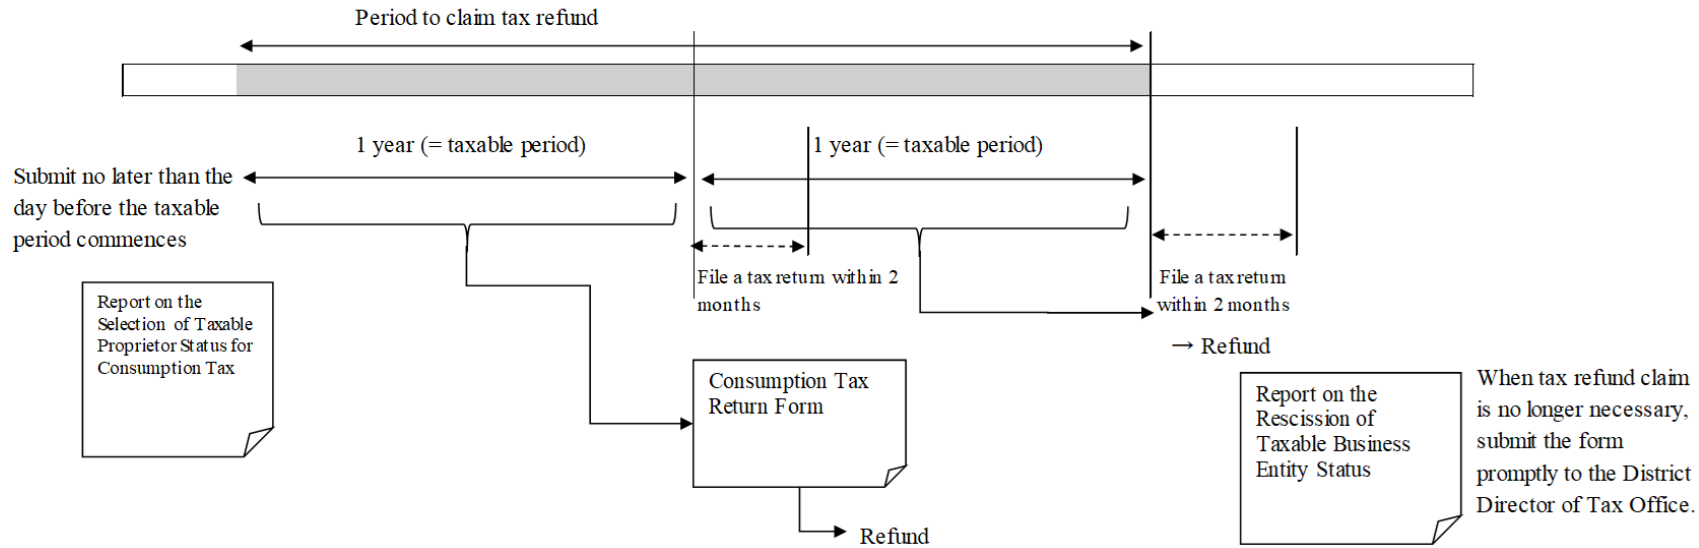 Period to claim tax refund
1 year (= taxable period)
1 year (= taxable period)
Submit no later than the
day before the taxable
period commences
File a tax return within 2
months
File a tax return
within 2 months
→ Refund
Report on the
Selection of Taxable
Proprietor Status for
Consumption Tax
Consumption Tax
Return Form
Refund
Report on the
Rescission of
Taxable Business
Entity Status
When tax refund claim
is no longer necessary,
submit the form
promptly to the District
Director of Tax Office.